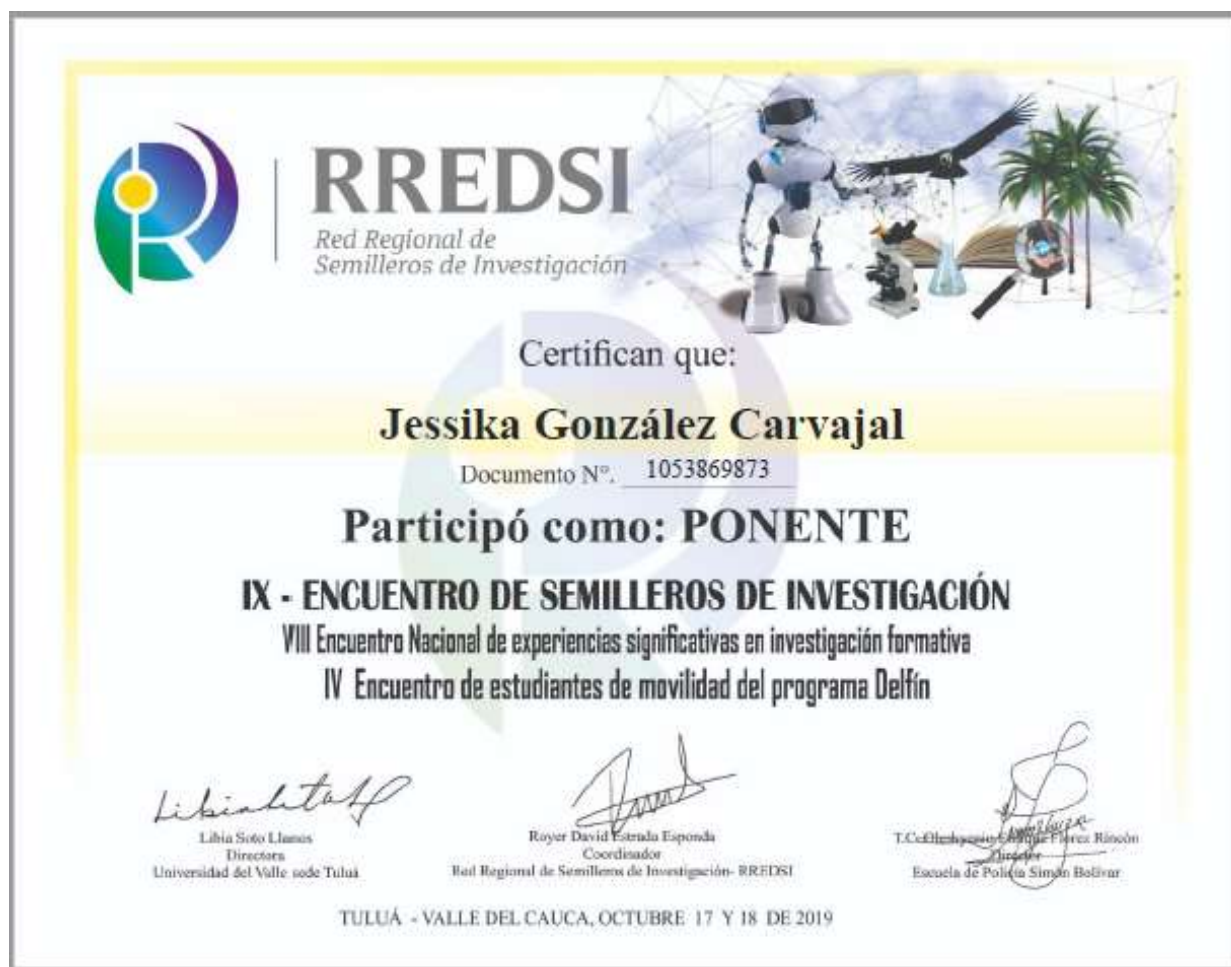 RREDSI
Red Regional de
Semilleros de Investigación
Certifican que:
Jessika González Carvajal
Documento N°. 1053869873
Participó como: PONENTE
IX - ENCUENTRO DE SEMILLEROS DE INVESTIGACIÓN
VIII Encuentro Nacional de experiencias significativas en investigación formativa
IV Encuentro de estudiantes de movilidad del programa Delfín
Libia Soto Llanos
Directora
Universidad del Valle sede Tuluá
Royer David Estrada Esponda
Coordinador
Red Regional de Semilleros de Investigación- RREDSI
Flórez Rincón
Director
Escuela de Policía Simón Bolívar
TULUÁ - VALLE DEL CAUCA, OCTUBRE 17 Y 18 DE 2019